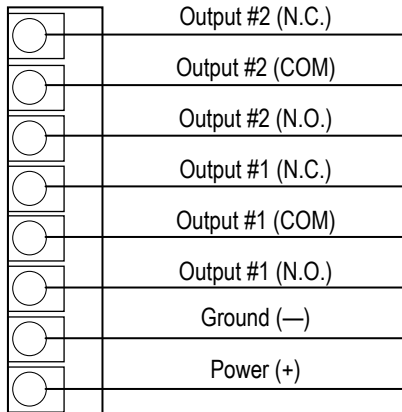 Output #2 (N.C.)
Output #2 (COM)
Output #2 (N.O.)
Output #1 (N.C.)
Output #1 (COM)
Output #1 (N.O.)
Ground (—)
Power (+)